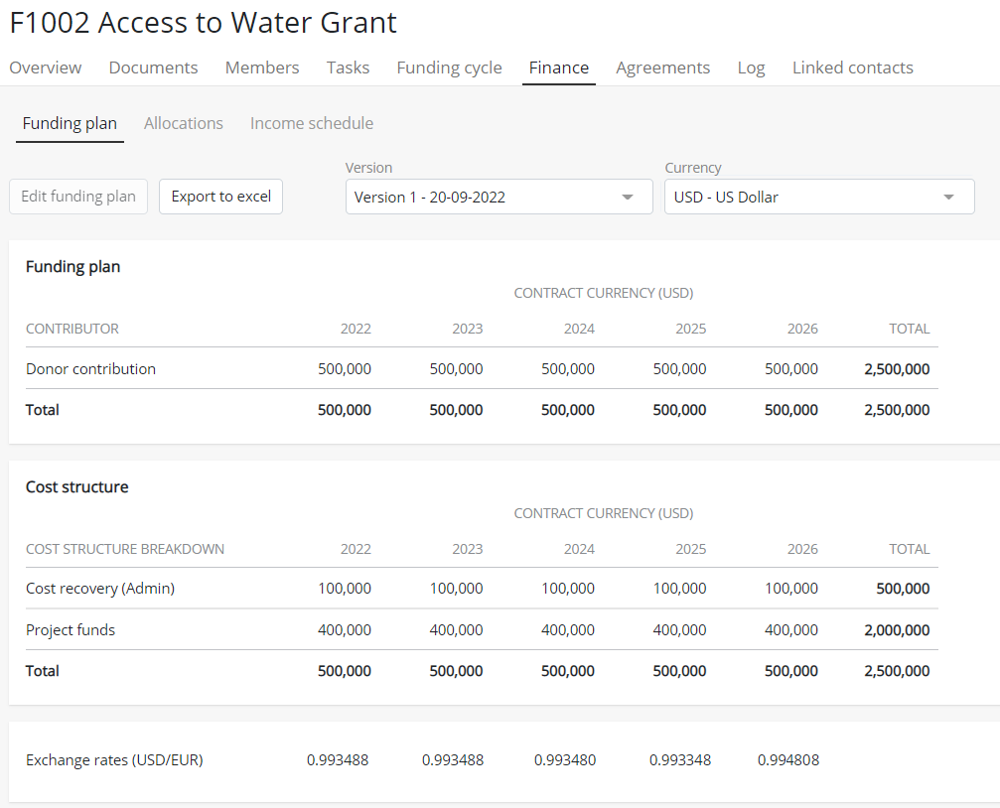 F1002 Access to Water Grant
Overview Documents Members Tasks Funding cycle Finance Agreements Log Linked contacts
Funding plan Allocations Income schedule
Version Currency
Edit funding plan Export to excel Version 1 - 20-09-2022 USD - US Dollar
Funding plan
CONTRACT CURRENCY (USD)
CONTRIBUTOR 2022 2023 2024 2025 2026 TOTAL
Donor contribution 500,000 500,000 500,000 500,000 500,000 2,500,000
Total 500,000 500,000 500,000 500,000 500,000 2,500,000
Cost structure
CONTRACT CURRENCY (USD)
COST STRUCTURE BREAKDOWN 2022 2023 2024 2025 2026 TOTAL
Cost recovery (Admin) 100,000 100,000 100,000 100,000 100,000 500,000
Project funds 400,000 400,000 400,000 400,000 400,000 2,000,000
Total 500,000 500,000 500,000 500,000 500,000 2,500,000
Exchange rates (USD/EUR) 0.993488 0.993488 0.993480 0.993348 0.994808